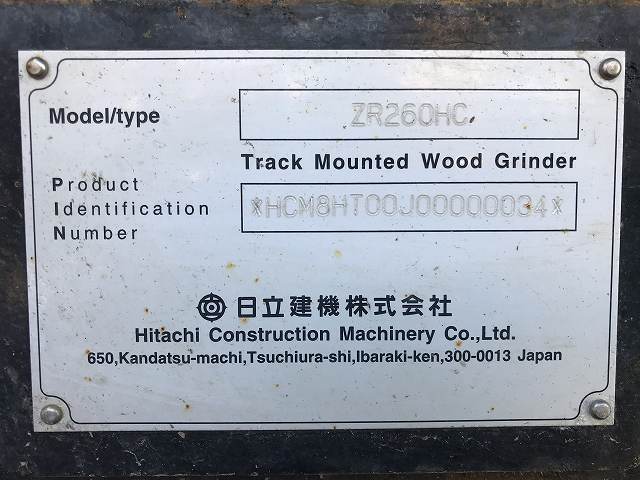 Model/type ZR260HC
Track Mounted Wood Grinder
Product
Identification *HCM8HT00J00000034*
Number
日立建機株式会社
Hitachi Construction Machinery Co.,Ltd.
650,Kandatsu-machi,Tsuchiura-shi,Ibaraki-ken,300-0013 Japan